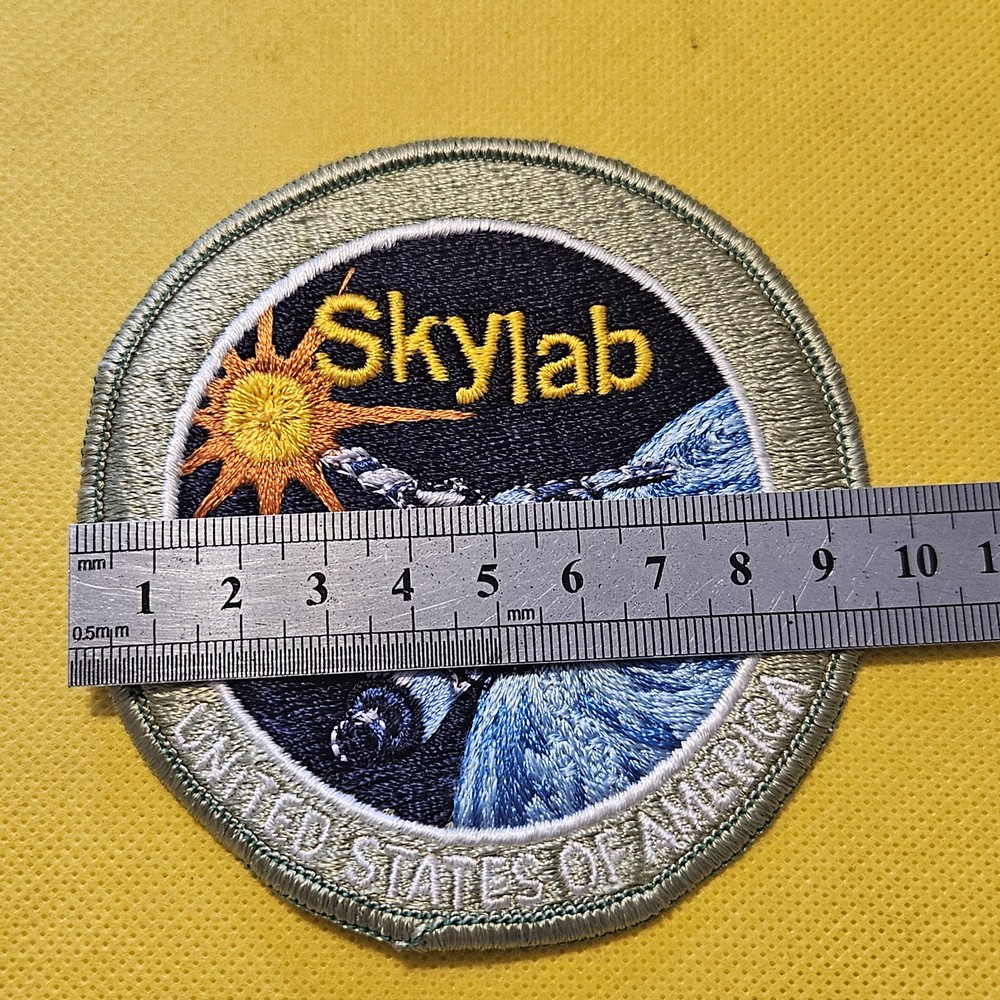 Skylab
mm
1 2 3 4 5 6 7 8 9 10 1
mm
0.5mm
UNITED STATES OF AMERICA